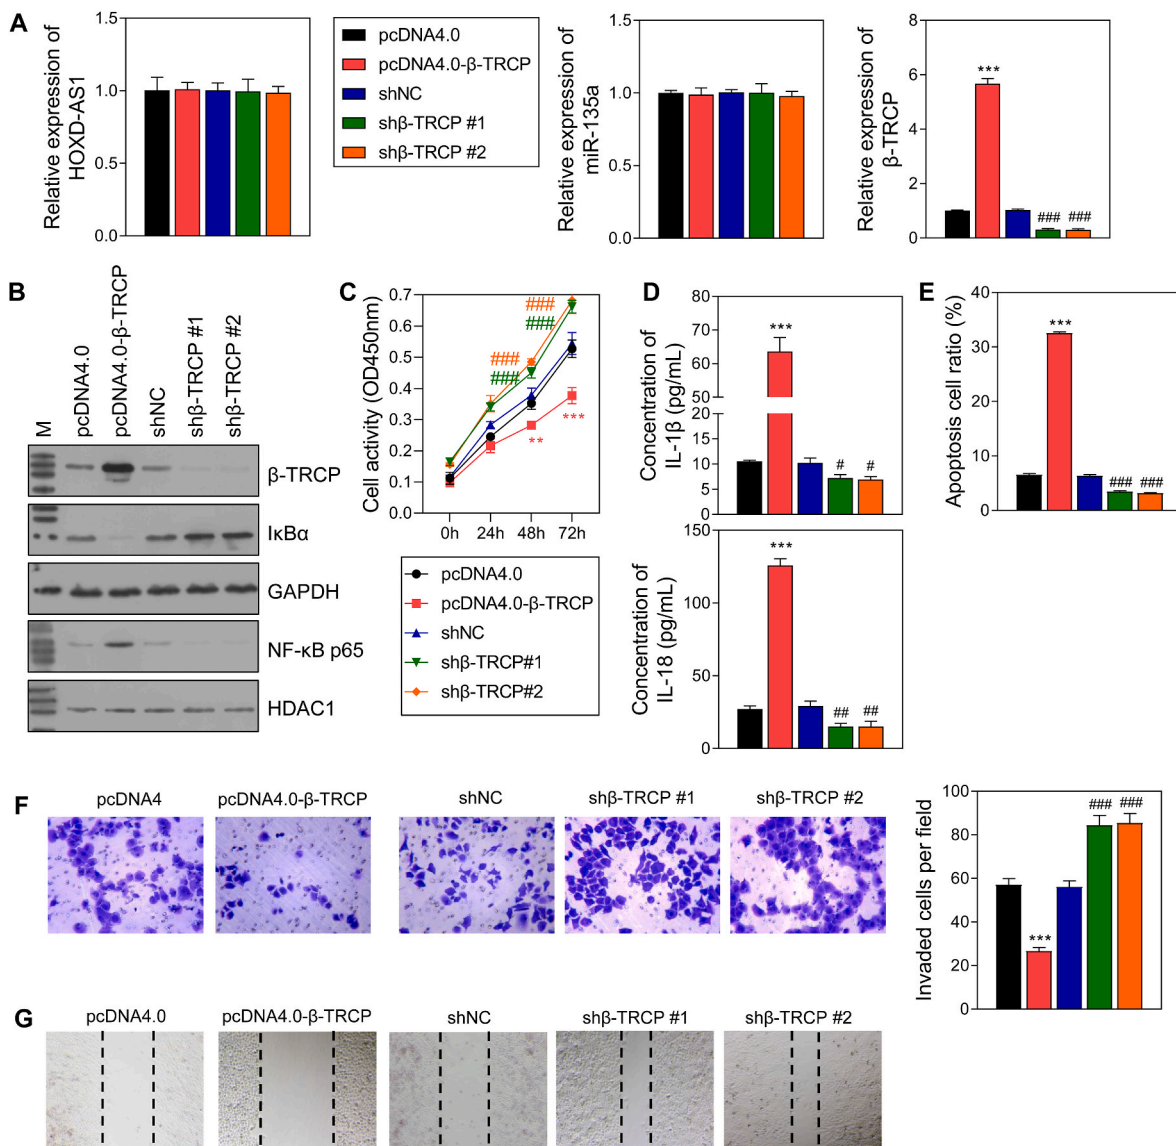 A
Relative expression of
HOXD-AS1
1.5
1.0
0.5
0.0
pcDNA4.0
pcDNA4.0-β-TRCP
shNC
shβ-TRCP #1
shβ-TRCP #2
Relative expression of
miR-135a
1.5
1.0
0.5
0.0
Relative expression of
β-TRCP
8
6
4
2
0
***
###
###
B
M
pcDNA4.0
pcDNA4.0-β-TRCP
shNC
shβ-TRCP #1
shβ-TRCP #2
β-TRCP
IκBα
GAPDH
NF-κB p65
HDAC1
C
Cell activity (OD450nm)
0.7
0.6
0.5
0.4
0.3
0.2
0.1
0.0
###
###
###
###
**
***
0h
24h
48h
72h
pcDNA4.0
pcDNA4.0-β-TRCP
shNC
shβ-TRCP#1
shβ-TRCP#2
D
Concentration of
IL-1β (pg/mL)
80
70
60
20
15
10
5
0
***
#
#
Concentration of
IL-18 (pg/mL)
150
100
50
0
***
##
##
E
Apoptosis cell ratio (%)
40
30
20
10
0
***
###
###
F
pcDNA4
pcDNA4.0-β-TRCP
shNC
shβ-TRCP #1
shβ-TRCP #2
Invaded cells per field
100
80
60
40
20
0
***
###
###
G
pcDNA4.0
pcDNA4.0-β-TRCP
shNC
shβ-TRCP #1
shβ-TRCP #2